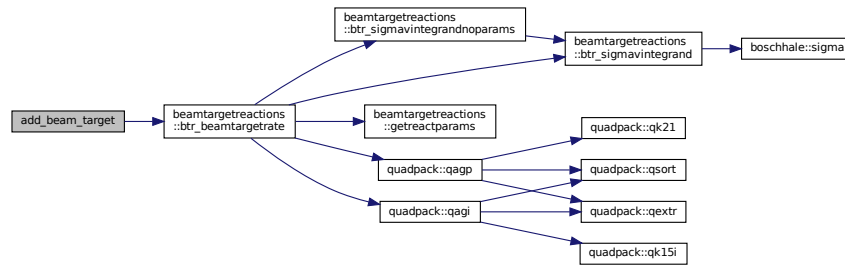 beamtargetreactions
::btr_sigmavintegrandnoparams
beamtargetreactions
::btr_sigmavintegrand
boschhale::sigma
add_beam_target
beamtargetreactions
::btr_beamtargetrate
beamtargetreactions
::getreactparams
quadpack::qk21
quadpack::qagp
quadpack::qsort
quadpack::qagi
quadpack::qextr
quadpack::qk15i